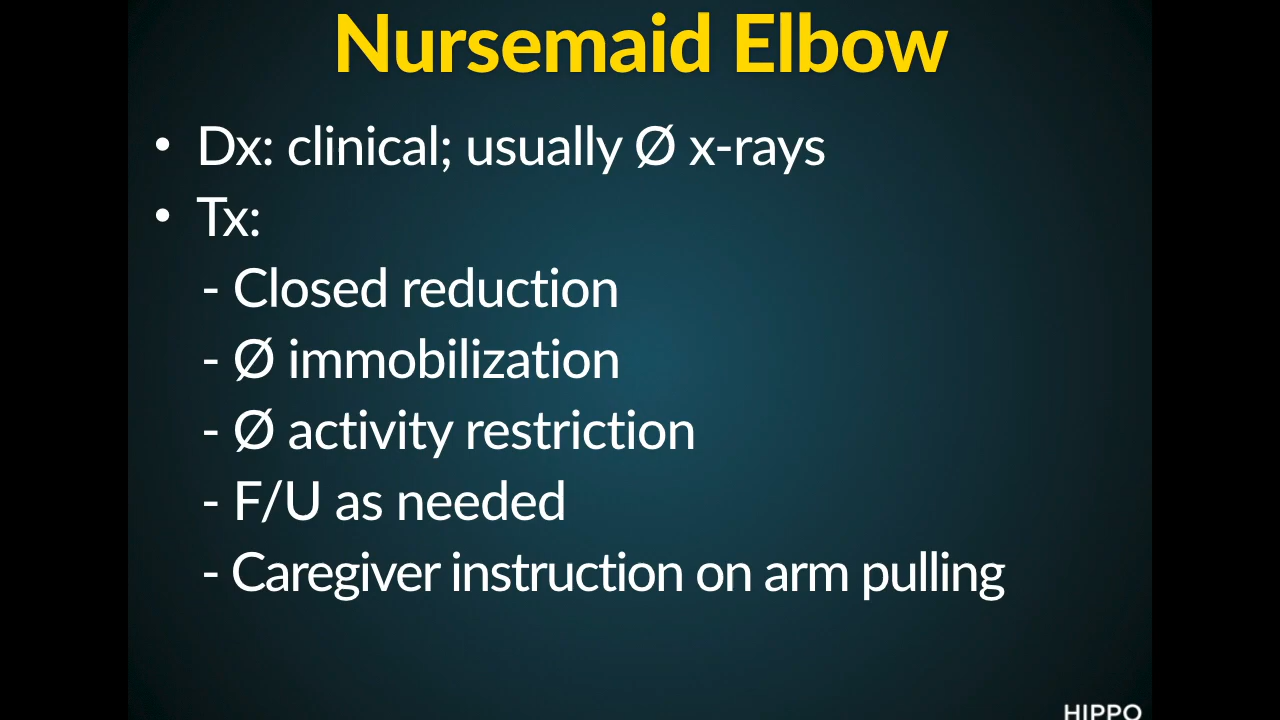 Nursemaid Elbow
• Dx: clinical; usually Ø x-rays
• Tx:
- Closed reduction
- Ø immobilization
- Ø activity restriction
- F/U as needed
- Caregiver instruction on arm pulling
HIPPO